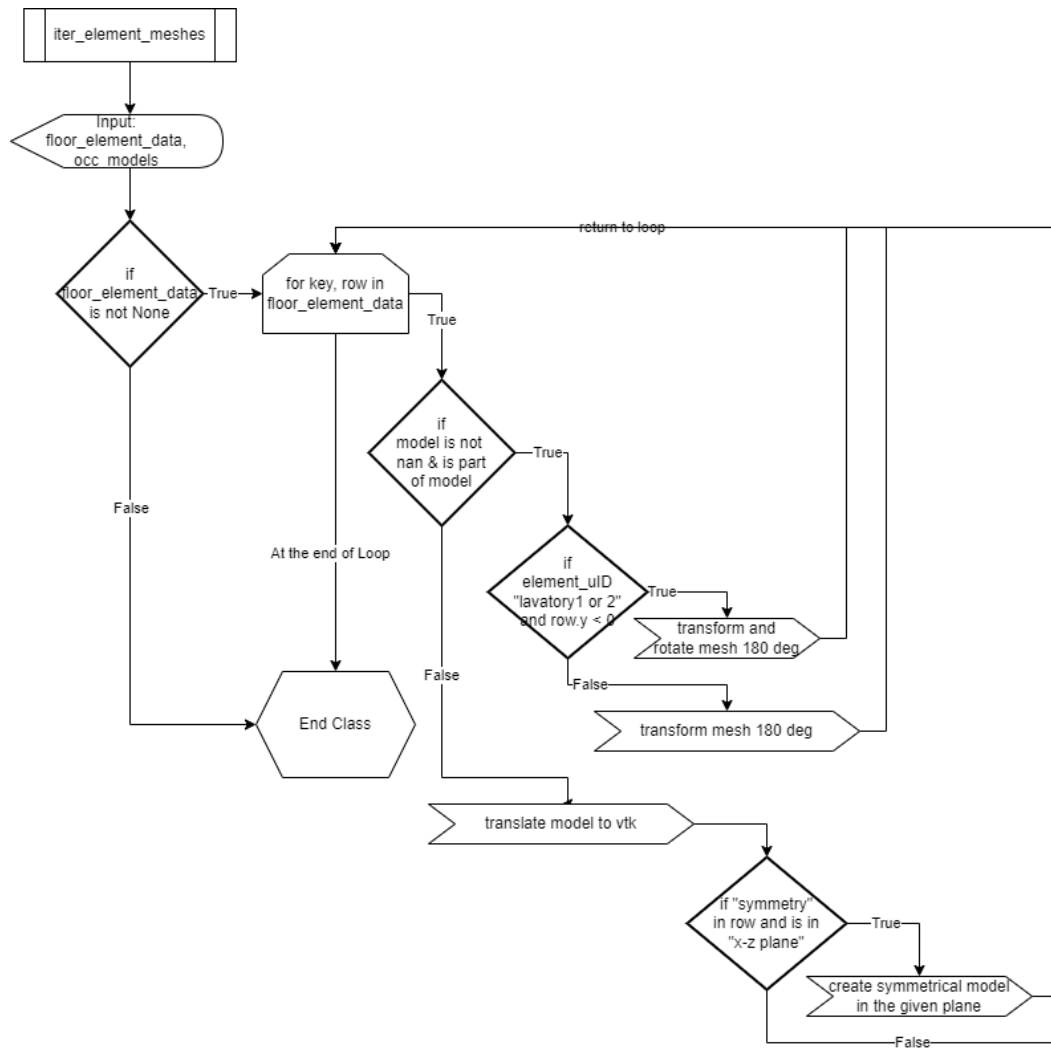 iter_element_meshes
Input:
floor_element_data,
occ_models
if
floor_element_data
is not None
True
return to loop
for key, row in
floor_element_data
True
if
model is not
nan & is part
of model
True
False
At the end of Loop
if
element_uID
"lavatory1 or 2"
and row.y < 0
True
transform and
rotate mesh 180 deg
False
False
transform mesh 180 deg
End Class
translate model to vtk
if "symmetry"
in row and is in
"x-z plane"
True
create symmetrical model
in the given plane
False